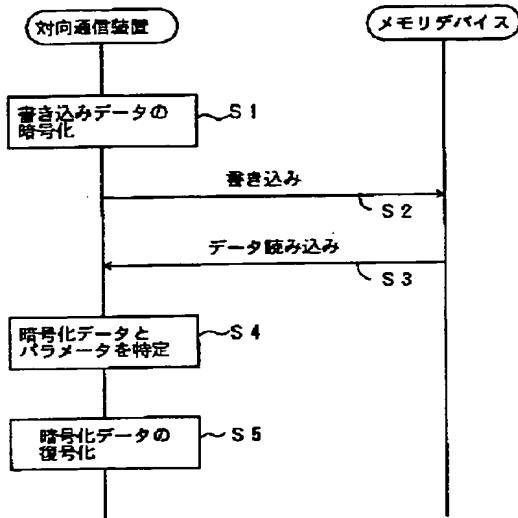 対向通信装置
メモリデバイス
書き込みデータの
暗号化
S1
書き込み
S2
データ読み込み
S3
暗号化データと
パラメータを特定
S4
暗号化データの
復号化
S5